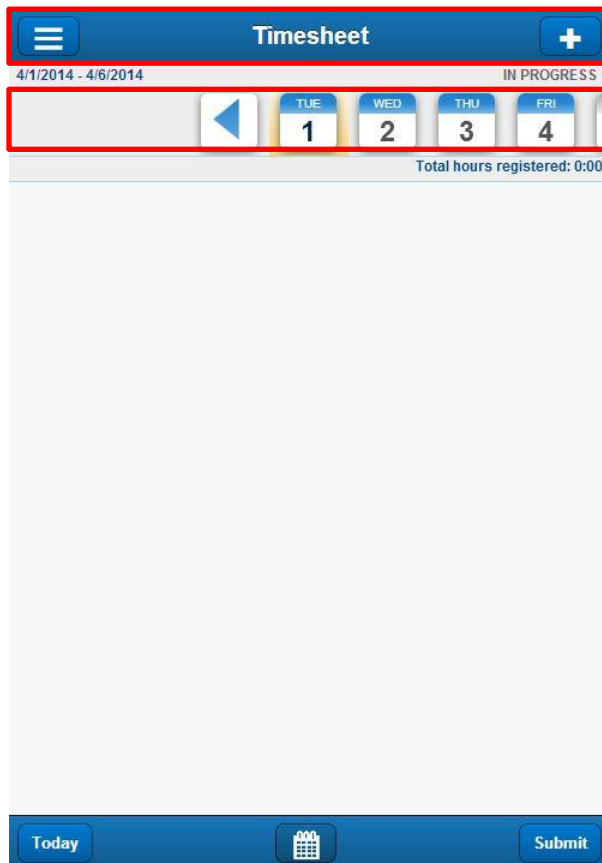 Timesheet
4/1/2014 - 4/6/2014 IN PROGRESS
TUE WED THU FRI
1 2 3 4
Total hours registered: 0:00
Today Submit